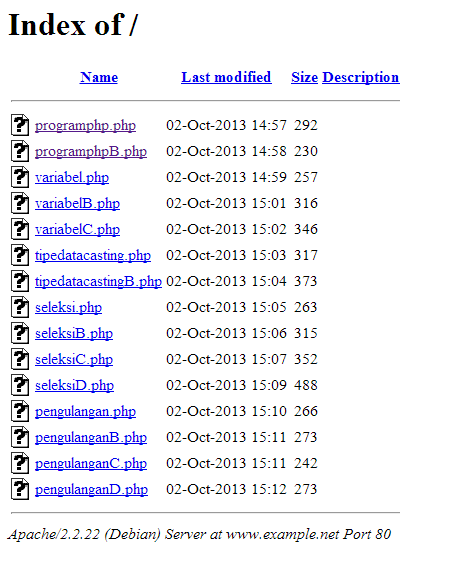 Index of /
Name Last modified Size Description
programphp.php 02-Oct-2013 14:57 292
programphpB.php 02-Oct-2013 14:58 230
variabel.php 02-Oct-2013 14:59 257
variabelB.php 02-Oct-2013 15:01 316
variabelC.php 02-Oct-2013 15:02 346
tipedatacasting.php 02-Oct-2013 15:03 317
tipedatacastingB.php 02-Oct-2013 15:04 373
seleksi.php 02-Oct-2013 15:05 263
seleksiB.php 02-Oct-2013 15:06 315
seleksiC.php 02-Oct-2013 15:07 352
seleksiD.php 02-Oct-2013 15:09 488
pengulangan.php 02-Oct-2013 15:10 266
pengulanganB.php 02-Oct-2013 15:11 273
pengulanganC.php 02-Oct-2013 15:11 242
pengulanganD.php 02-Oct-2013 15:12 273
Apache/2.2.22 (Debian) Server at www.example.net Port 80